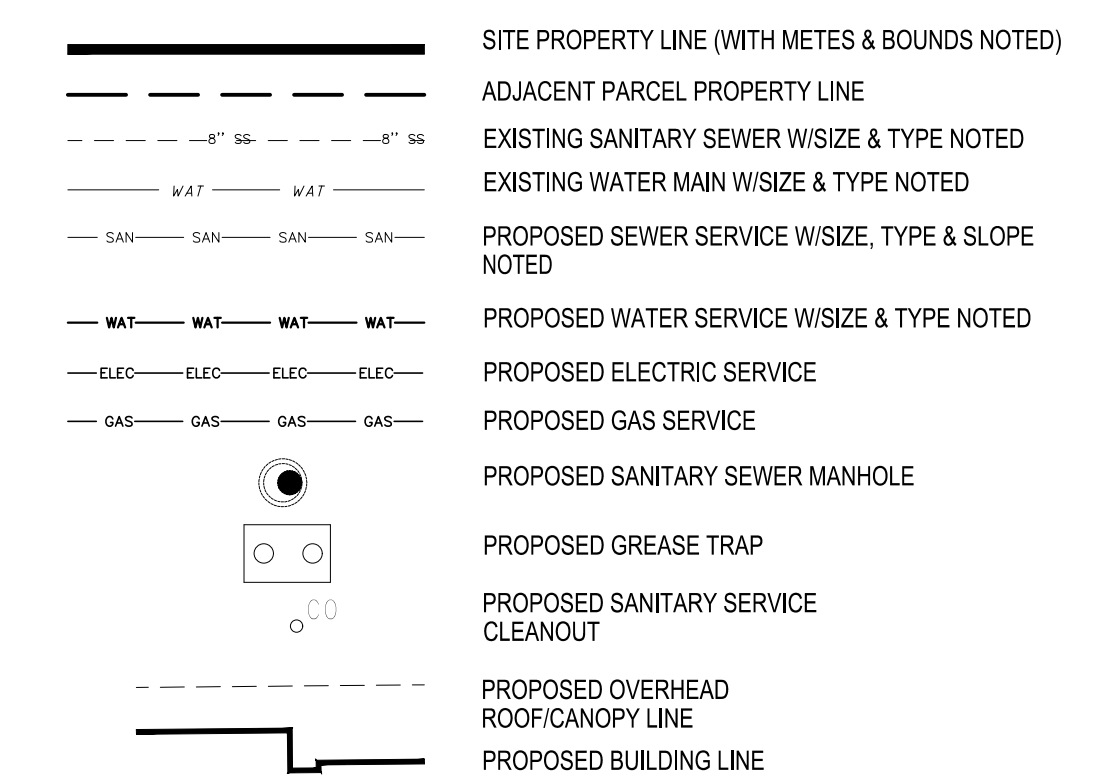 SITE PROPERTY LINE (WITH METES & BOUNDS NOTED)
ADJACENT PARCEL PROPERTY LINE
8" SS 8" SS EXISTING SANITARY SEWER W/SIZE & TYPE NOTED
WAT WAT EXISTING WATER MAIN W/SIZE & TYPE NOTED
SAN SAN SAN SAN PROPOSED SEWER SERVICE W/SIZE, TYPE & SLOPE
NOTED
WAT WAT WAT WAT PROPOSED WATER SERVICE W/SIZE & TYPE NOTED
ELEC ELEC ELEC ELEC PROPOSED ELECTRIC SERVICE
GAS GAS GAS GAS PROPOSED GAS SERVICE
PROPOSED SANITARY SEWER MANHOLE
PROPOSED GREASE TRAP
CO PROPOSED SANITARY SERVICE
CLEANOUT
PROPOSED OVERHEAD
ROOF/CANOPY LINE
PROPOSED BUILDING LINE